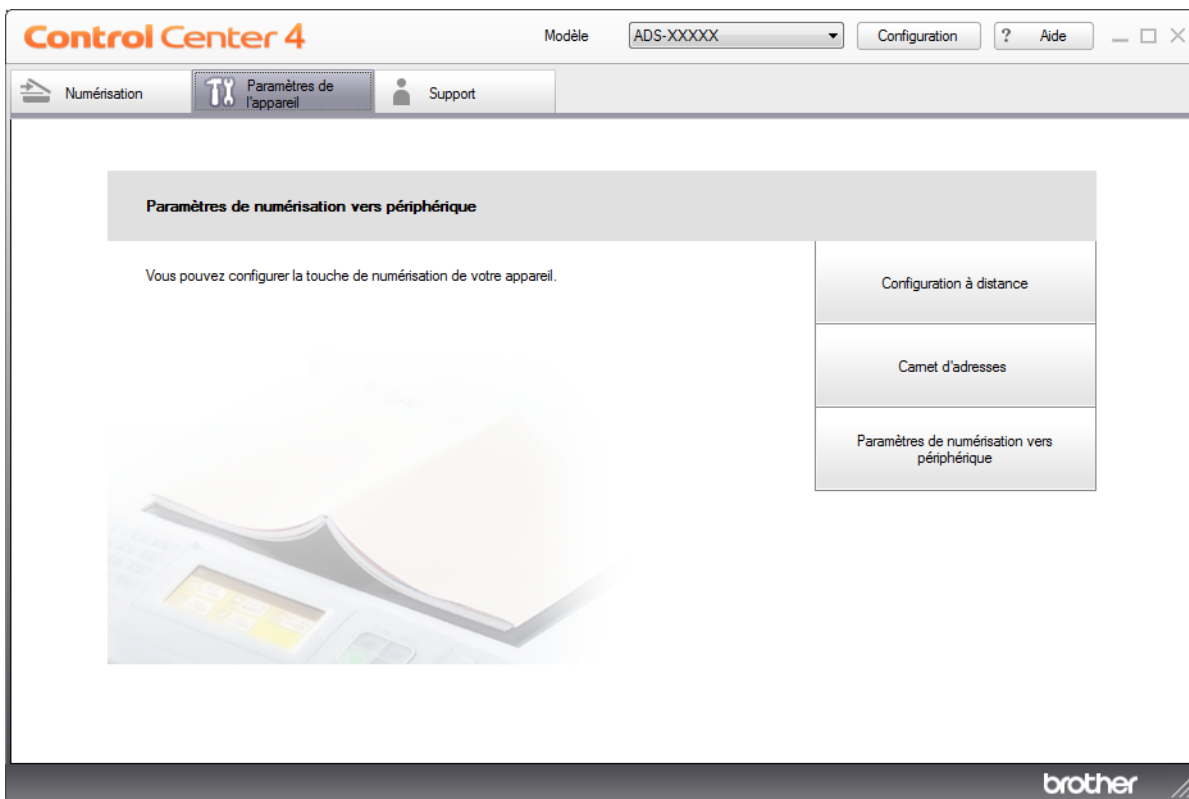 Control Center 4
Modèle
ADS-XXXXX
Configuration
? Aide
Numérisation
Paramètres de
l'appareil
Support
Paramètres de numérisation vers périphérique
Vous pouvez configurer la touche de numérisation de votre appareil.
Configuration à distance
Carnet d'adresses
Paramètres de numérisation vers
périphérique
brother